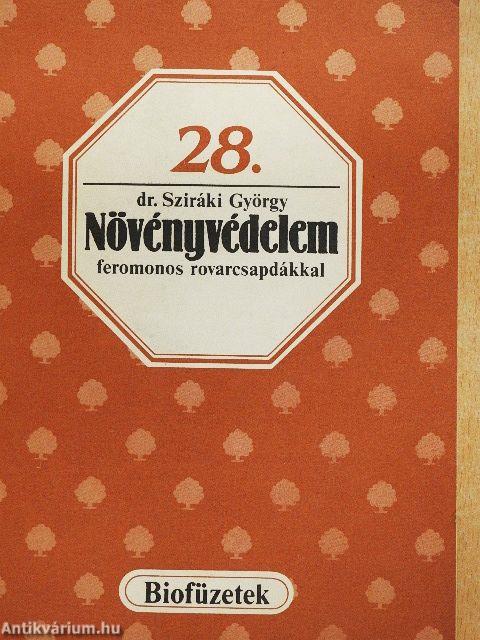 28.
dr. Sziráki György
Növényvédelem
feromonos rovarcsapdákkal
Biofüzetek
Antikvárium.hu